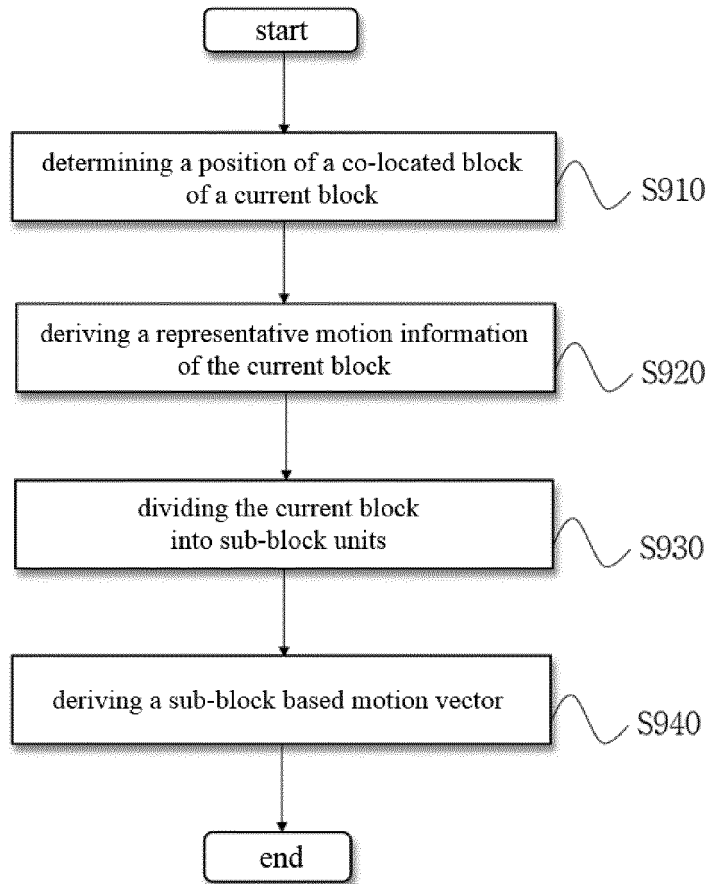 start
determining a position of a co-located block
of a current block
S910
deriving a representative motion information
of the current block
S920
dividing the current block
into sub-block units
S930
deriving a sub-block based motion vector
S940
end